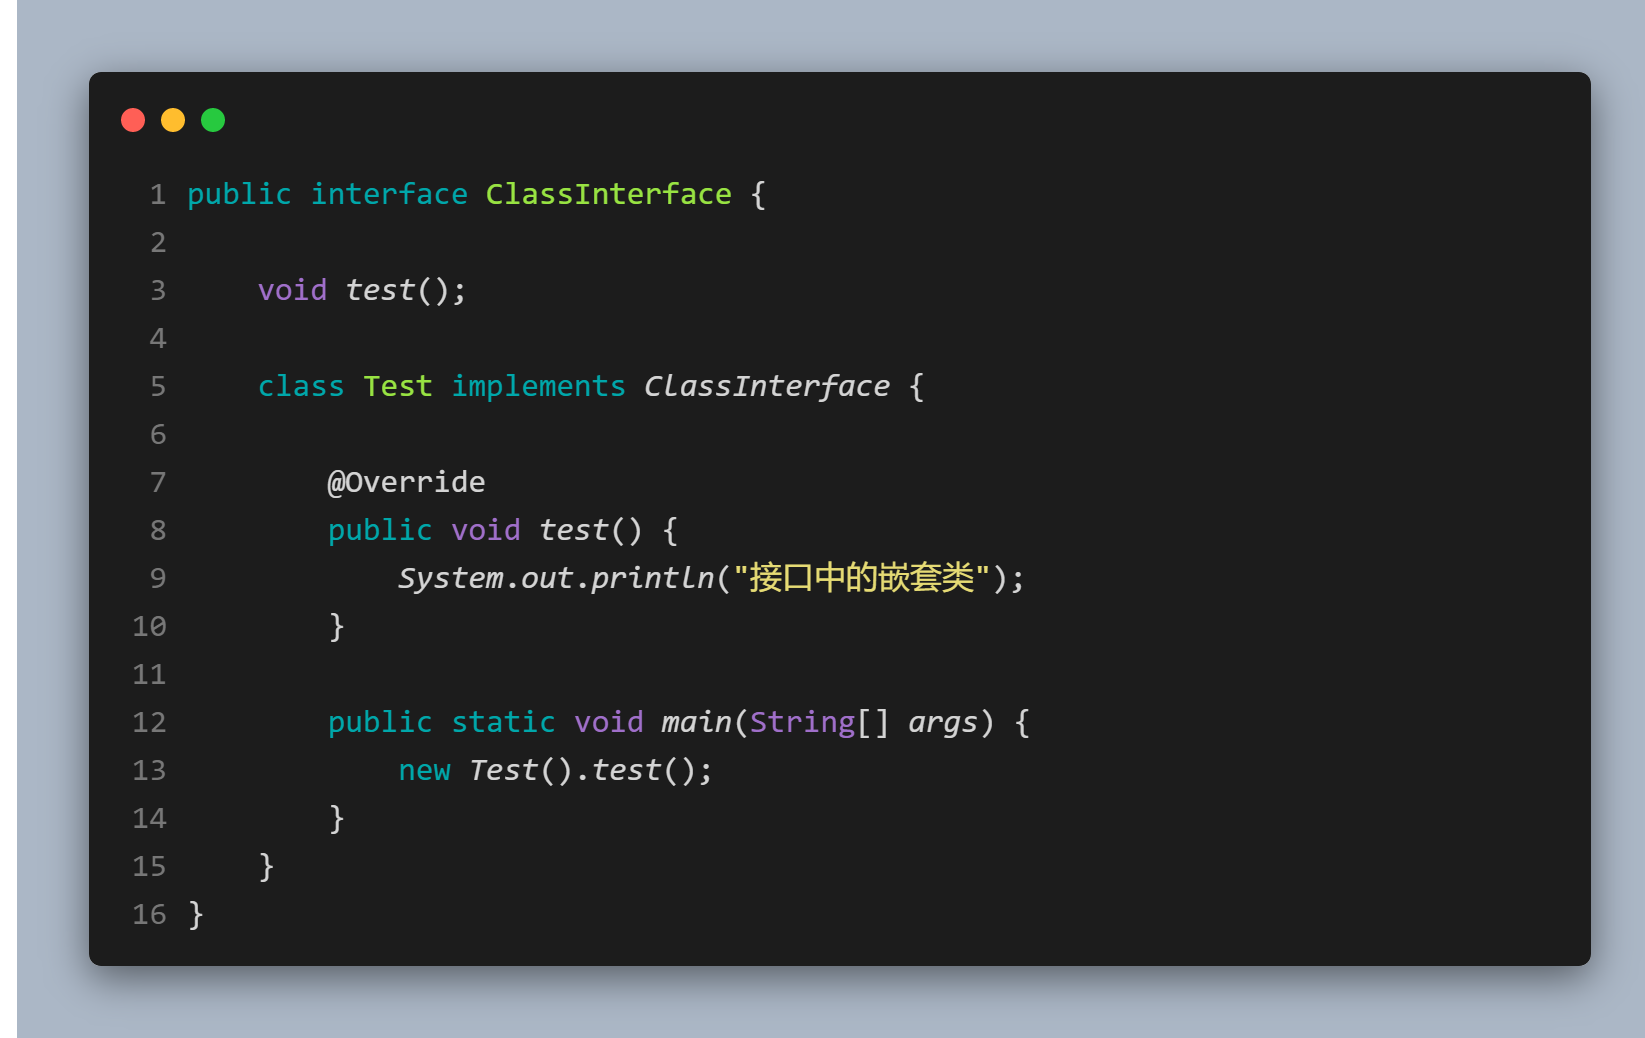 1 public interface ClassInterface {
2
3     void test();
4
5     class Test implements ClassInterface {
6
7         @Override
8         public void test() {
9             System.out.println("接口中的嵌套类");
10         }
11
12         public static void main(String[] args) {
13             new Test().test();
14         }
15     }
16 }